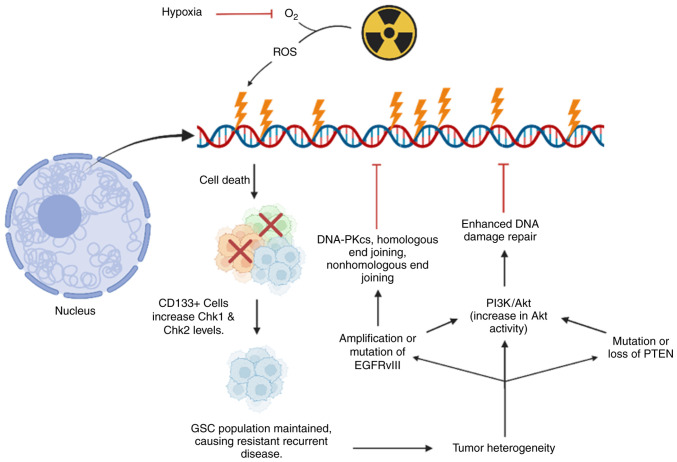 Hypoxia
O2
ROS
Nucleus
Cell death
CD133+ Cells
increase Chk1 &
Chk2 levels.
GSC population maintained,
causing resistant recurrent
disease.
DNA-PKcs, homologous
end joining,
nonhomologous end
joining
Amplification or
mutation of
EGFRvIII
Enhanced DNA
damage repair
PI3K/Akt
(increase in Akt
activity)
Mutation or
loss of PTEN
Tumor heterogeneity